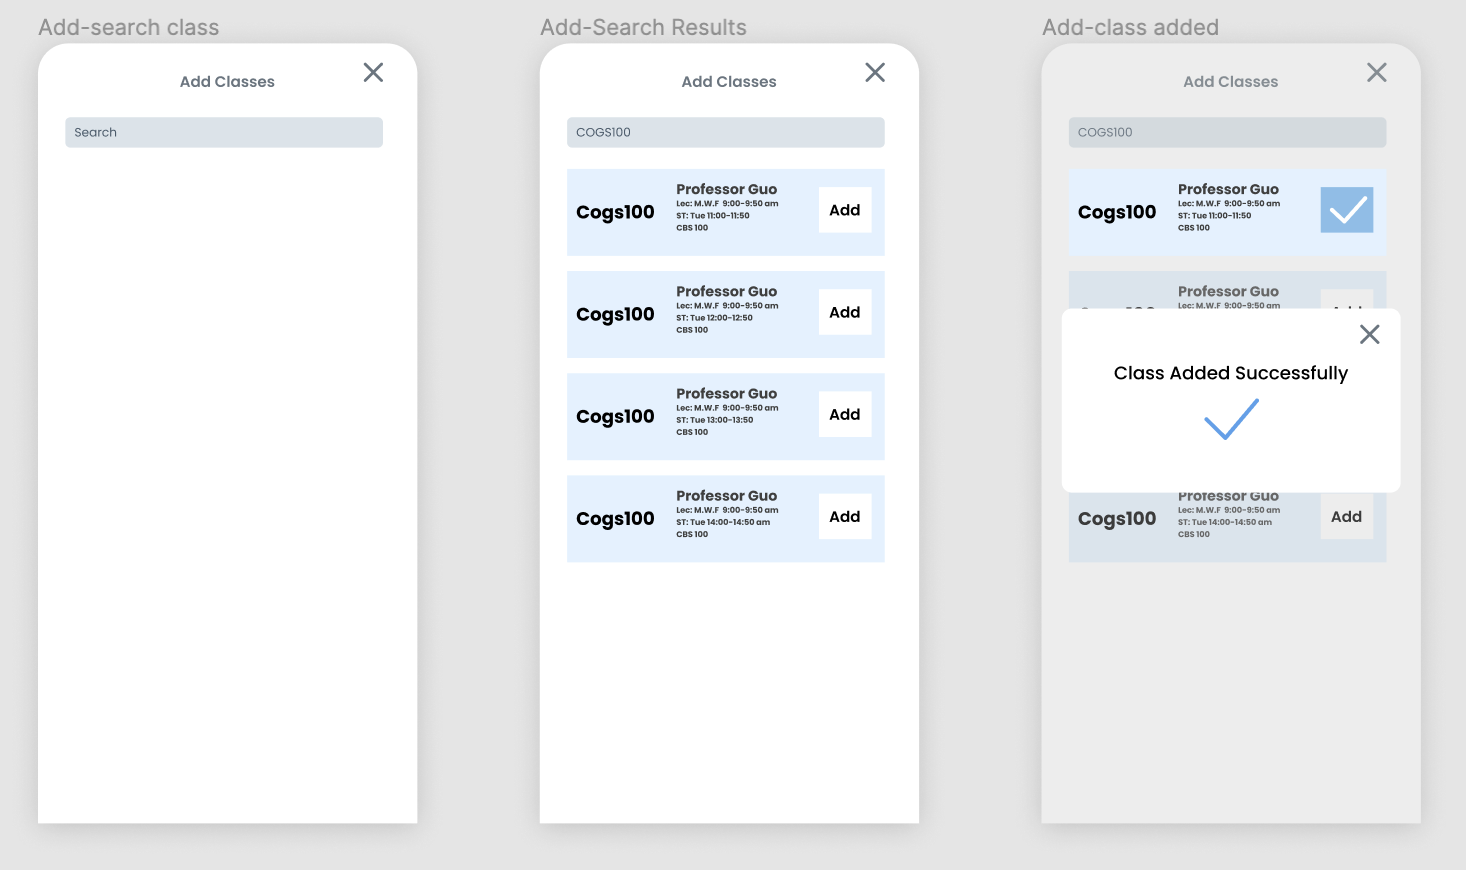 Add-search class
Add Classes
Search
Add-Search Results
Add Classes
COGS100
Cogs100
Professor Guo
Lec: M.W.F 9:00-9:50 am
ST: Tue 11:00-11:50
CBS 100
Add
Cogs100
Professor Guo
Lec: M.W.F 9:00-9:50 am
ST: Tue 12:00-12:50
CBS 100
Add
Cogs100
Professor Guo
Lec: M.W.F 9:00-9:50 am
ST: Tue 13:00-13:50
CBS 100
Add
Cogs100
Professor Guo
Lec: M.W.F 9:00-9:50 am
ST: Tue 14:00-14:50 am
CBS 100
Add
Add-class added
Add Classes
COGS100
Cogs100
Professor Guo
Lec: M.W.F 9:00-9:50 am
ST: Tue 11:00-11:50
CBS 100
Professor Guo
Lec: M.W.F 9:00-9:50 am
Class Added Successfully
Cogs100
Professor Guo
Lec: M.W.F 9:00-9:50 am
ST: Tue 14:00-14:50 am
CBS 100
Add